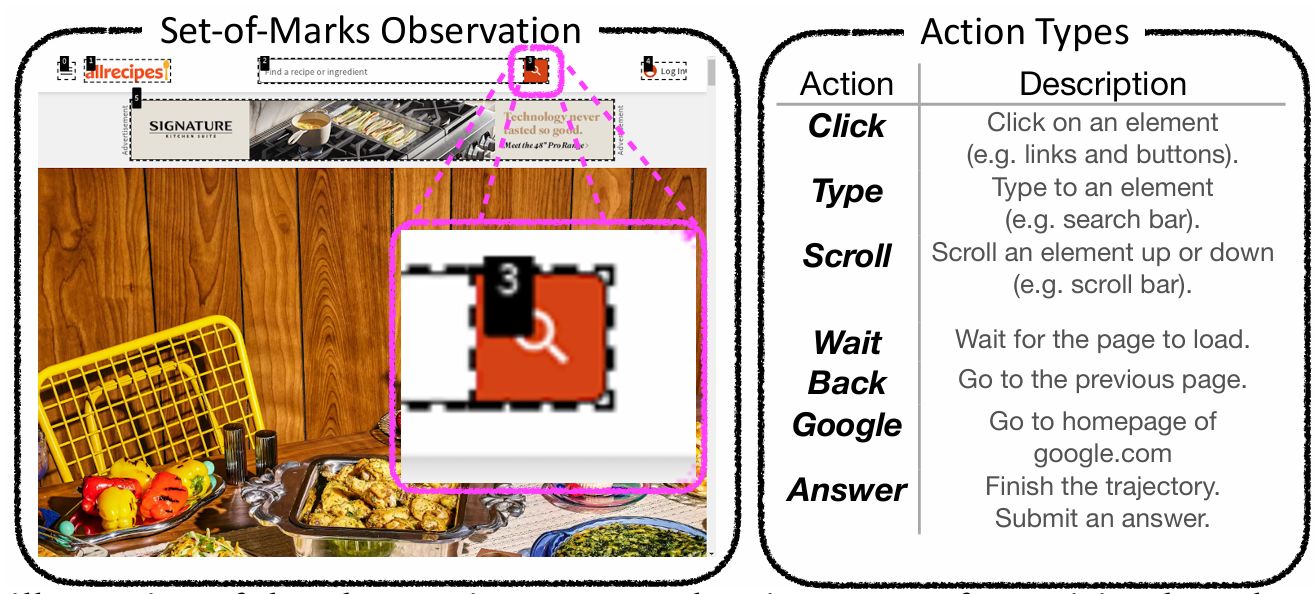 Set-of-Marks Observation
0
1
allrecipes
2
Find a recipe or ingredient
3
4
Log In
5
Advertisement
SIGNATURE
KITCHEN SUITE
Technology never
tasted so good.
Meet the 48" Pro Range ›
Advertisement
3
Action Types
Action Description
Click Click on an element
(e.g. links and buttons).
Type Type to an element
(e.g. search bar).
Scroll Scroll an element up or down
(e.g. scroll bar).
Wait Wait for the page to load.
Back Go to the previous page.
Google Go to homepage of
google.com
Answer Finish the trajectory.
Submit an answer.